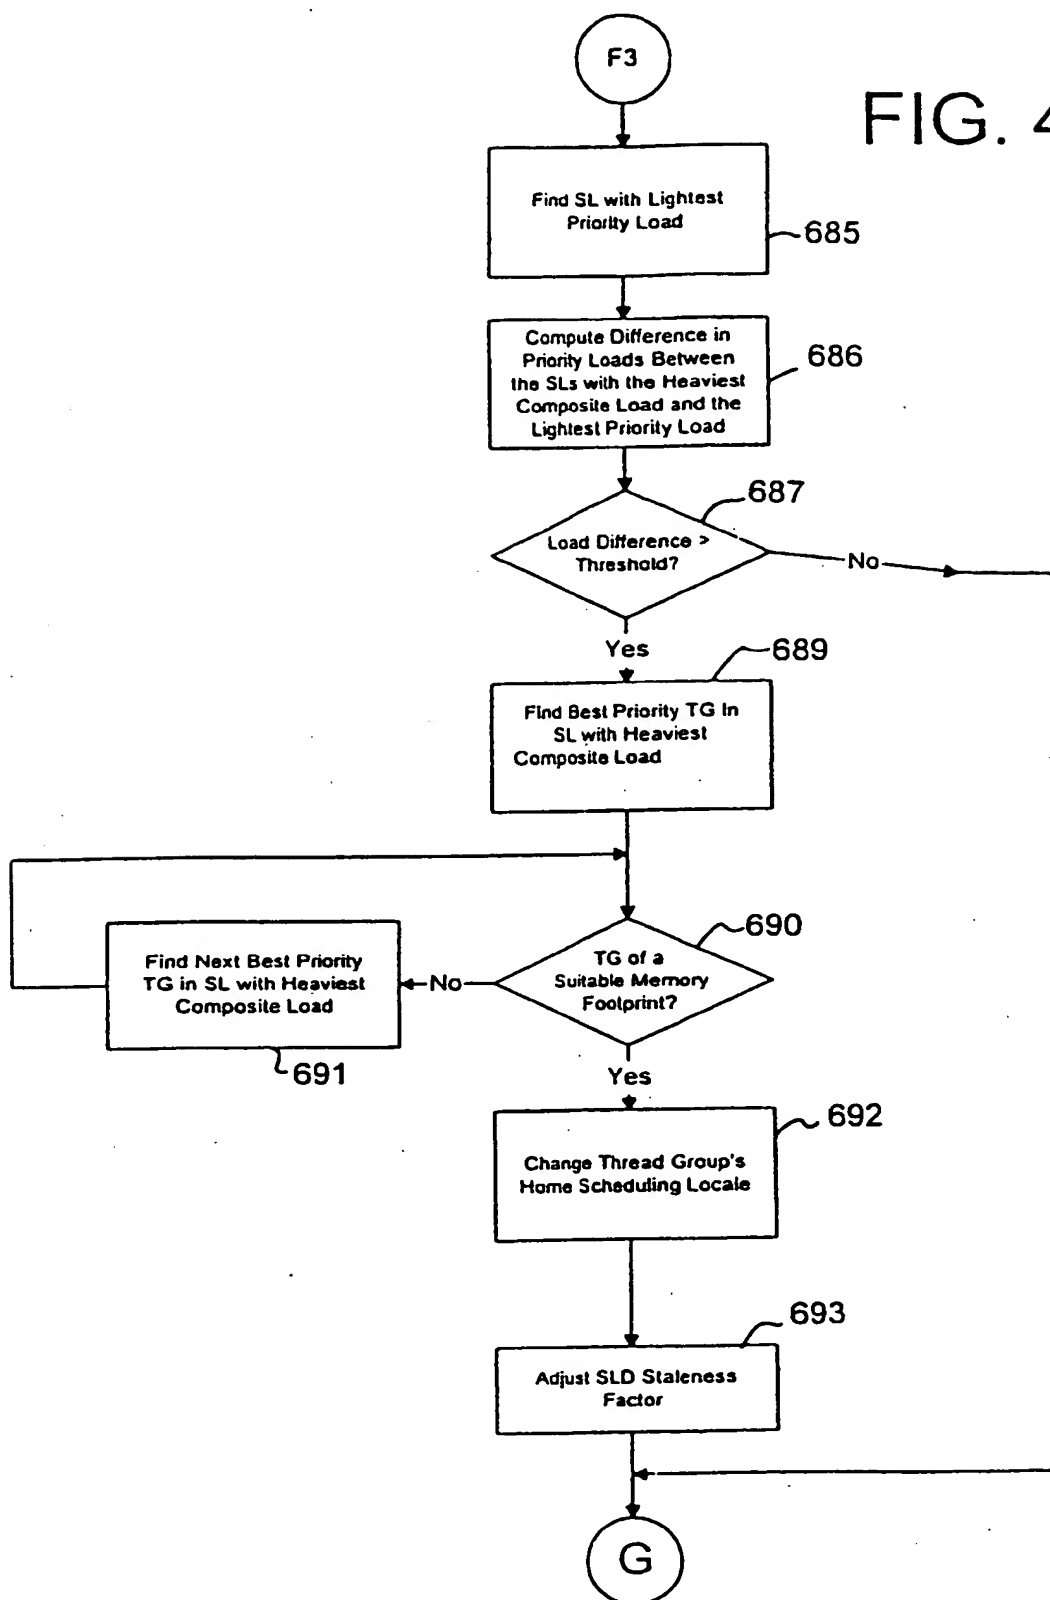 F3
FIG. 4
Find SL with Lightest
Priority Load
685
Compute Difference in
Priority Loads Between
the SLs with the Heaviest
Composite Load and the
Lightest Priority Load
686
687
Load Difference >
Threshold?
No
Yes
689
Find Best Priority TG In
SL with Heaviest
Composite Load
690
TG of a
Suitable Memory
Footprint?
No
Find Next Best Priority
TG in SL with Heaviest
Composite Load
691
Yes
692
Change Thread Group's
Home Scheduling Locale
693
Adjust SLD Staleness
Factor
G